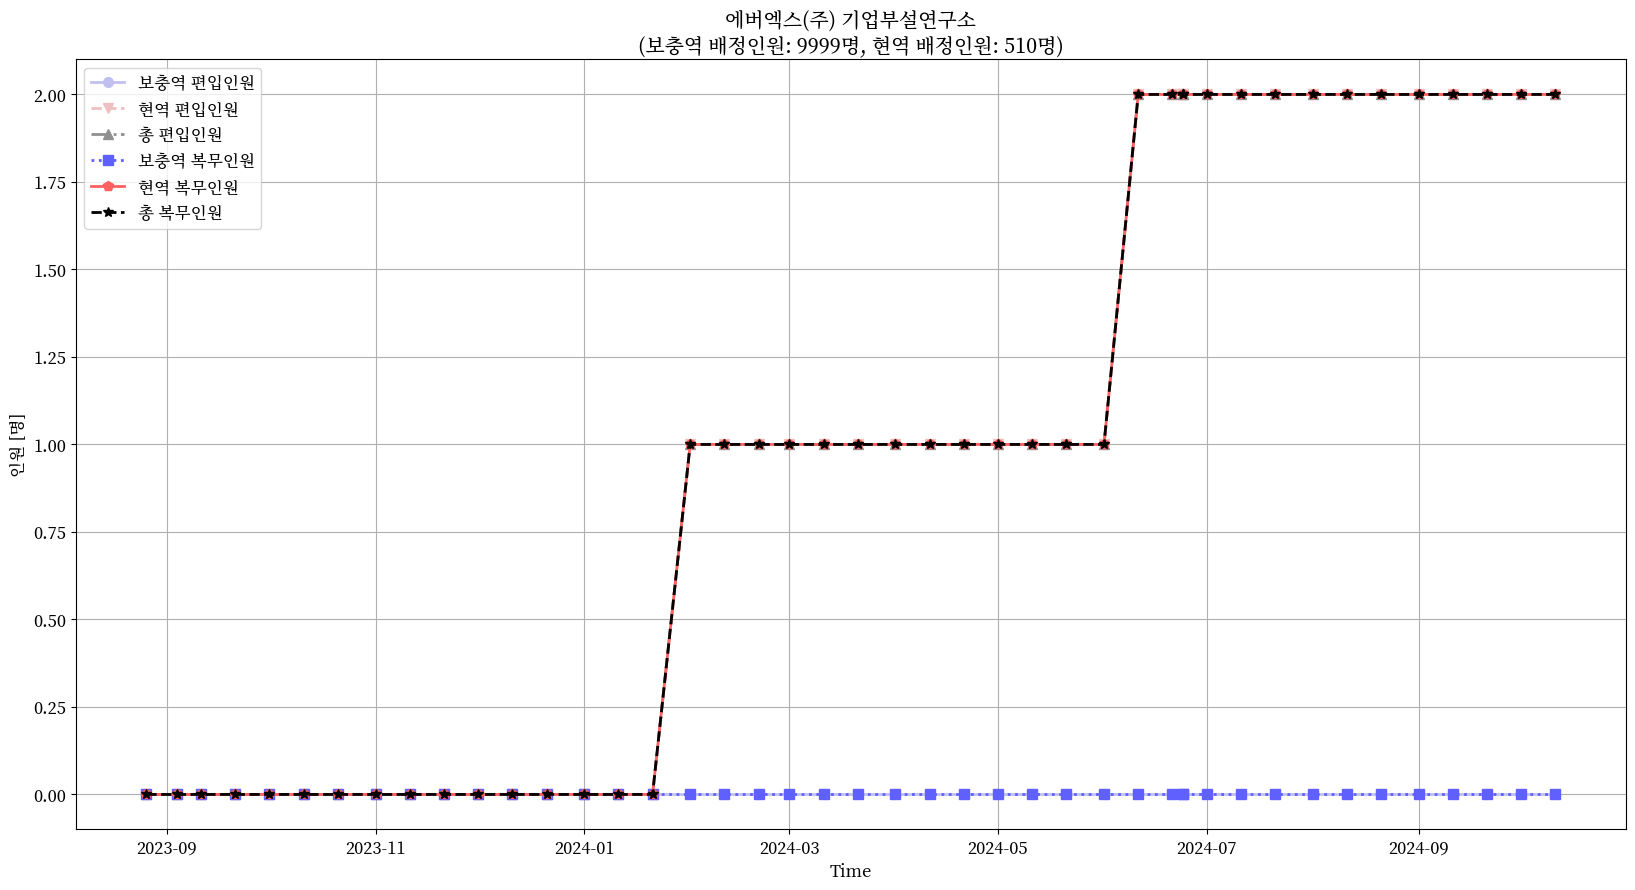 에버엑스(주) 기업부설연구소
(보충역 배정인원: 9999명, 현역 배정인원: 510명)
보충역 편입인원
현역 편입인원
총 편입인원
보충역 복무인원
현역 복무인원
총 복무인원
2.00
1.75
1.50
1.25
1.00
0.75
0.50
0.25
0.00
인원 [명]
2023-09
2023-11
2024-01
2024-03
2024-05
2024-07
2024-09
Time